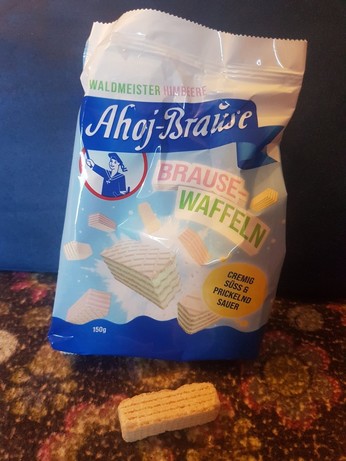 WALDMEISTER HIMBEERE
Ahoj-Brause
BRAUSE-
WAFFELN
CREMIG
SÜSS &
PRICKELND
SAUER
150g